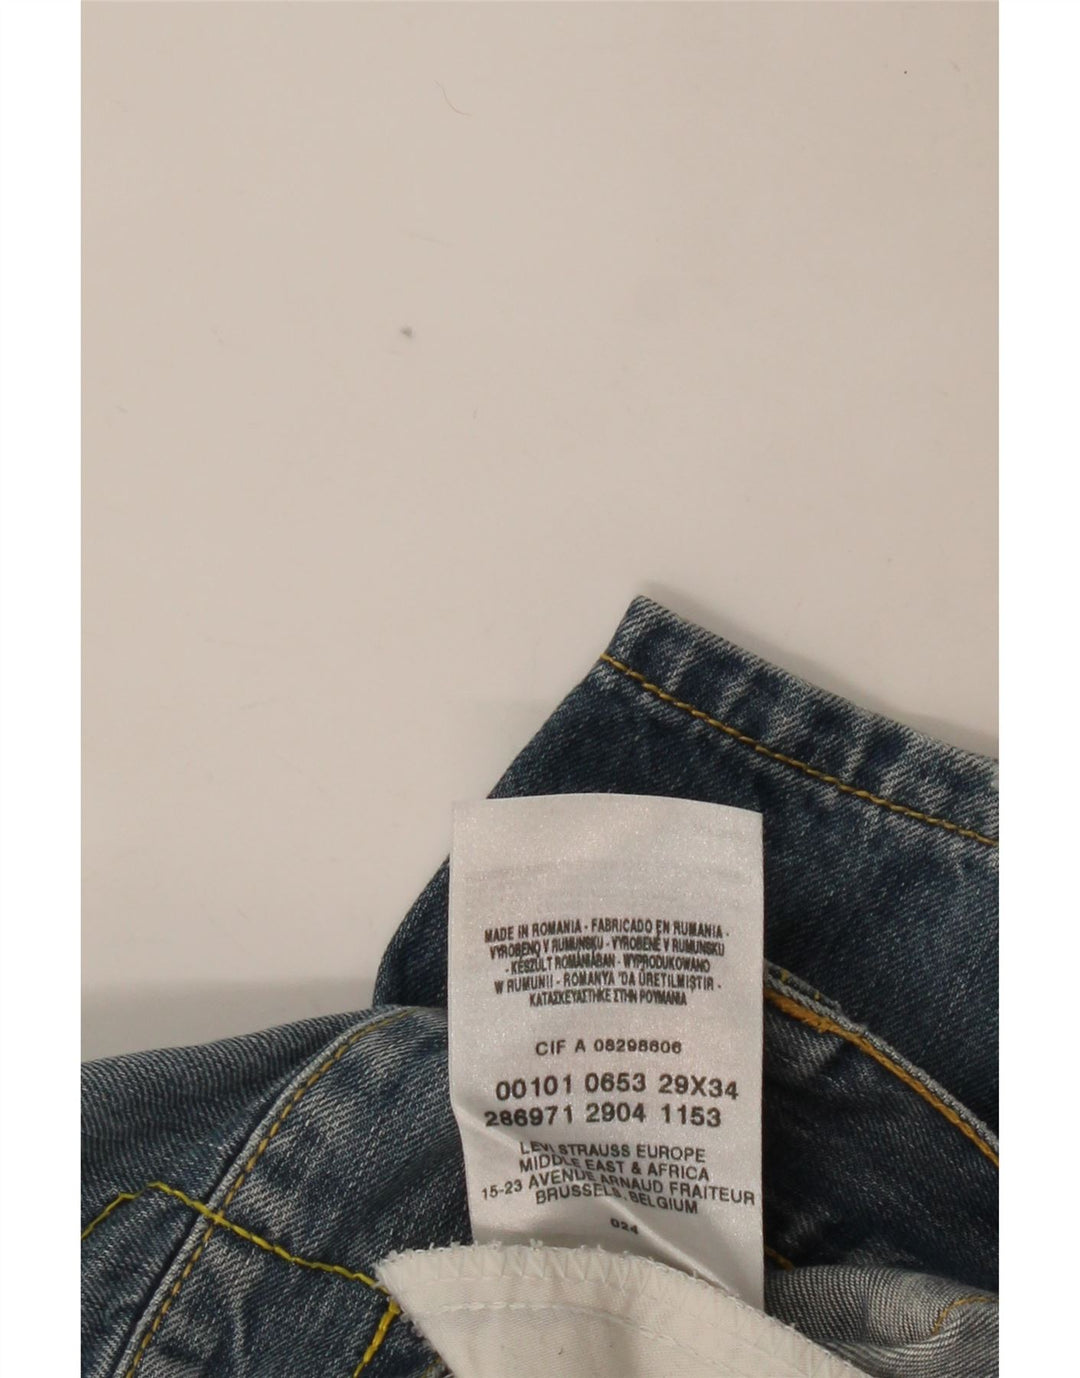 MADE IN ROMANIA - FABRICADO EN RUMANIA -
VYROBENO V RUMUNSKU - VYROBENÉ V RUMUNSKU
- KÉSZÜLT ROMÁNIÁBAN - WYPRODUKOWANO
W RUMUNII - ROMANYA 'DA ÜRETILMIŞTIR -
ΚΑΤΑΣΚΕΥΑΣΤΗΚΕ ΣΤΗΝ ΡΟΥΜΑΝΙΑ
CIF A 08298606
00101 0653 29X34
286971 2904 1153
LEVI STRAUSS EUROPE
MIDDLE EAST & AFRICA
15-23 AVENUE ARNAUD FRAITEUR
BRUSSELS, BELGIUM
024